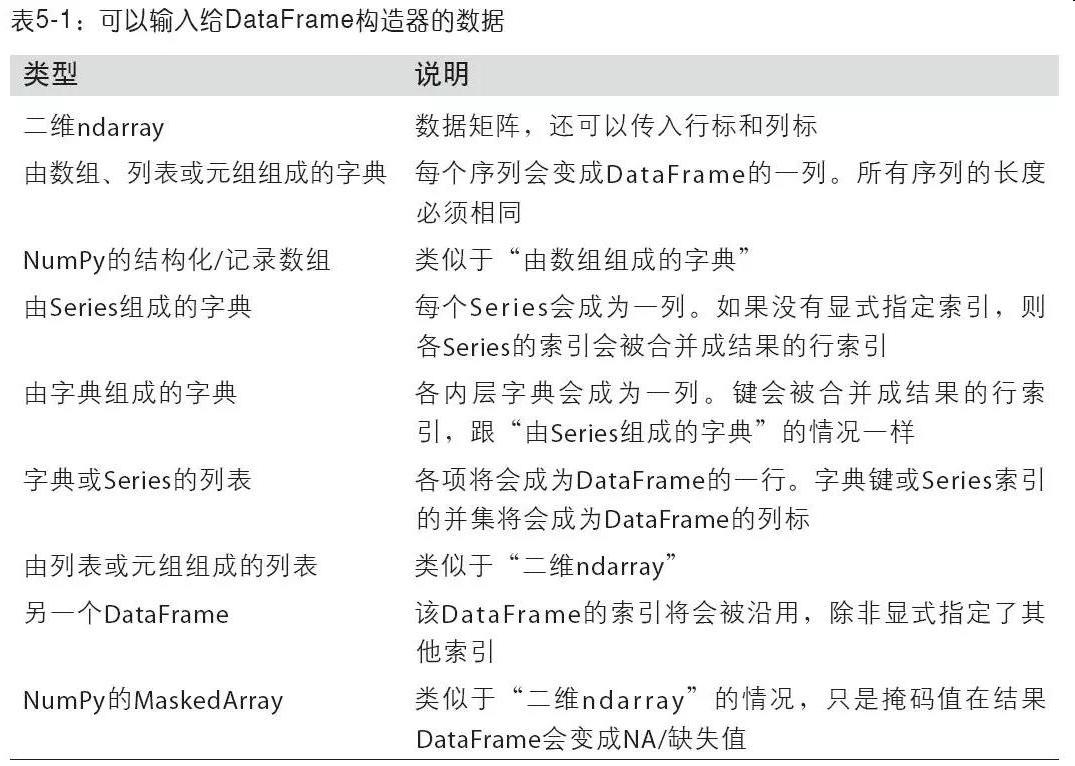 表5-1：可以输入给DataFrame构造器的数据
类型 说明
二维ndarray 数据矩阵，还可以传入行标和列标
由数组、列表或元组组成的字典 每个序列会变成DataFrame的一列。所有序列的长度
必须相同
NumPy的结构化/记录数组 类似于“由数组组成的字典”
由Series组成的字典 每个Series会成为一列。如果没有显式指定索引，则
各Series的索引会被合并成结果的行索引
由字典组成的字典 各内层字典会成为一列。键会被合并成结果的行索
引，跟“由Series组成的字典”的情况一样
字典或Series的列表 各项将会成为DataFrame的一行。字典键或Series索引
的并集将会成为DataFrame的列标
由列表或元组组成的列表 类似于“二维ndarray”
另一个DataFrame 该DataFrame的索引将会被沿用，除非显式指定了其
他索引
NumPy的MaskedArray 类似于“二维ndarray”的情况，只是掩码值在结果
DataFrame会变成NA/缺失值